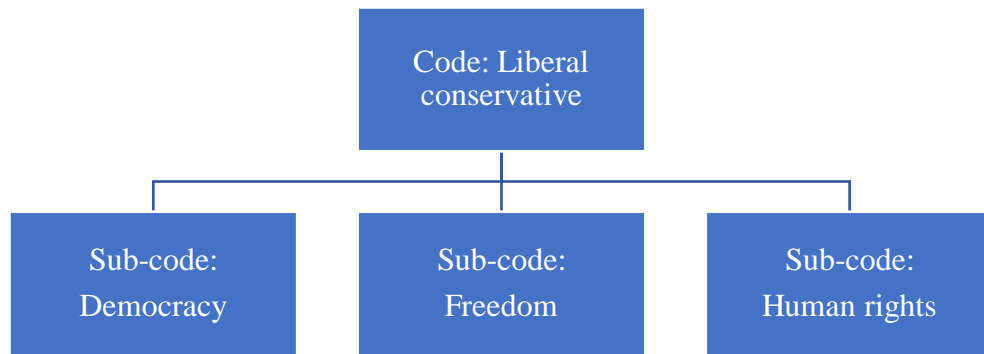 Code: Liberal
conservative
Sub-code:
Democracy
Sub-code:
Freedom
Sub-code:
Human rights